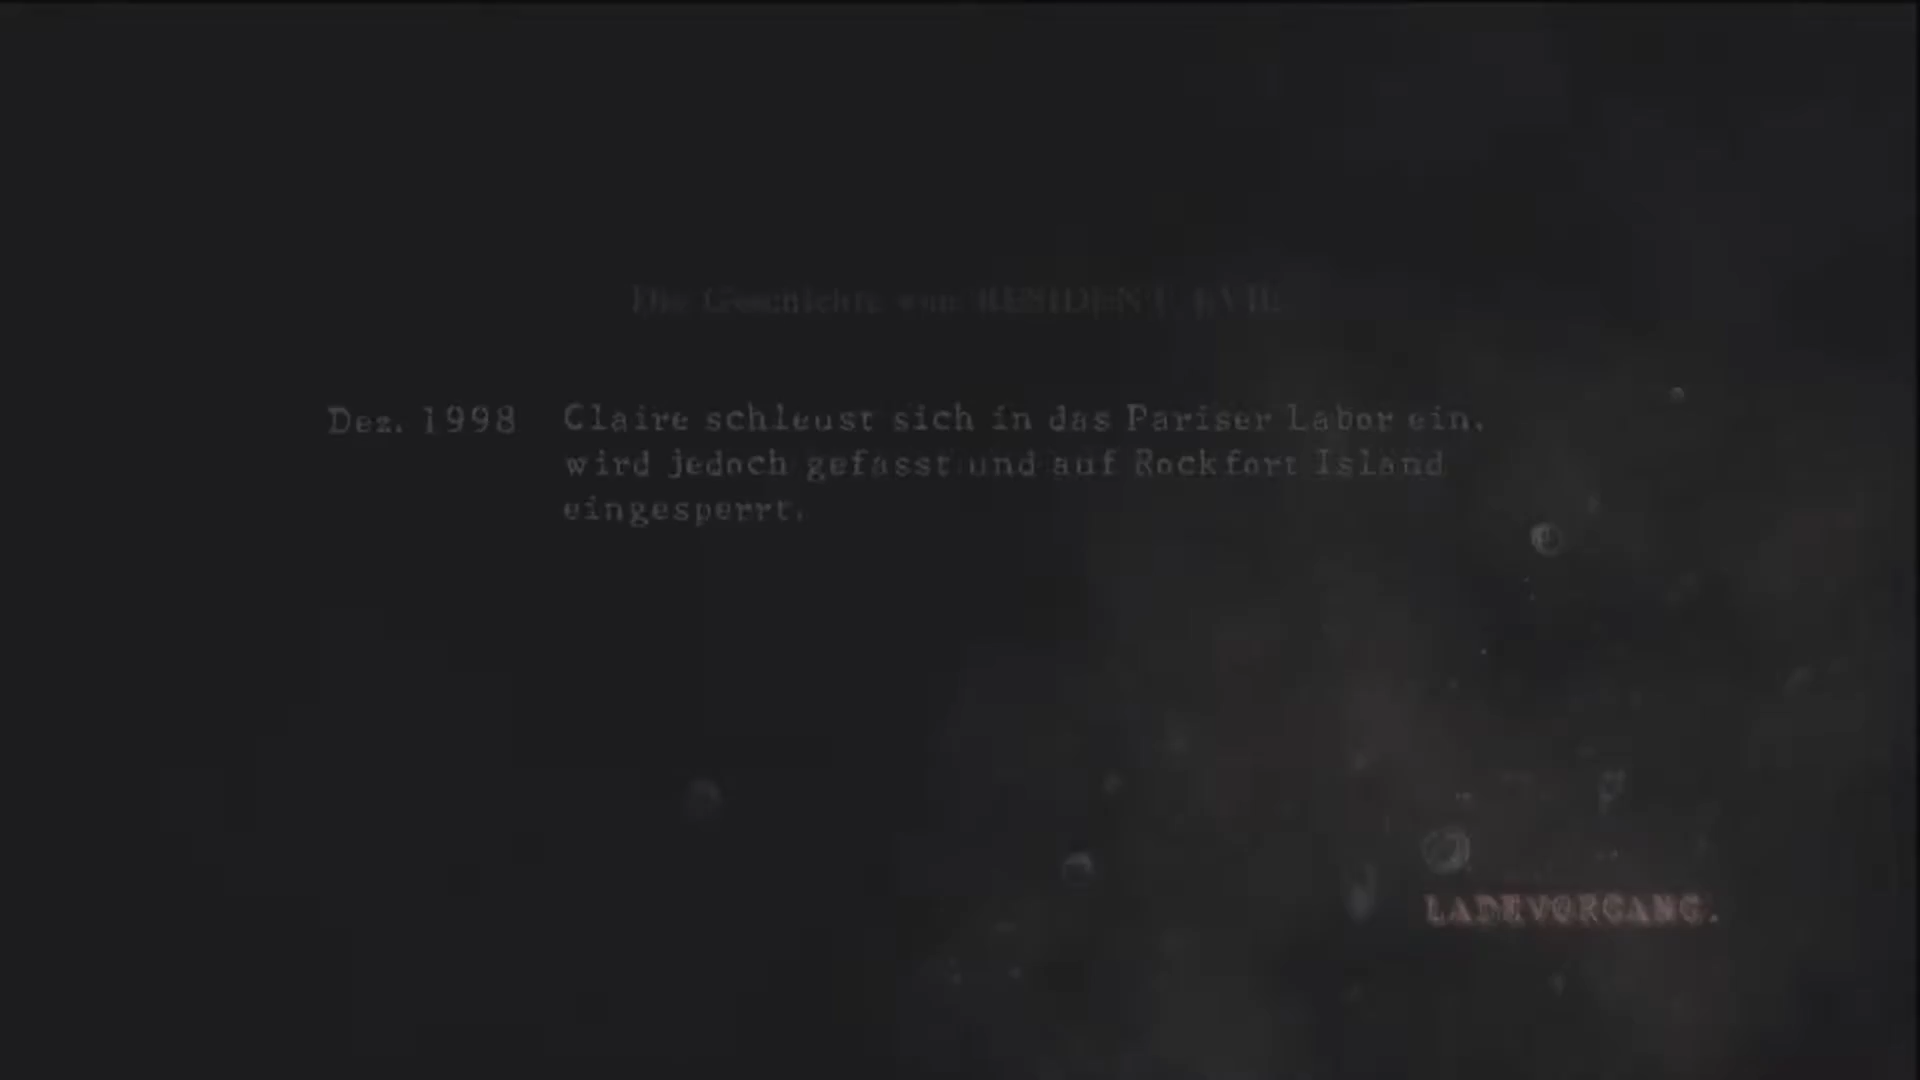 Die Geschichte von RESIDENT EVIL
Dez. 1998 Claire schleust sich in das Pariser Labor ein,
wird jedoch gefasst und auf Rockfort Island
eingesperrt.
LADEVORGANG.